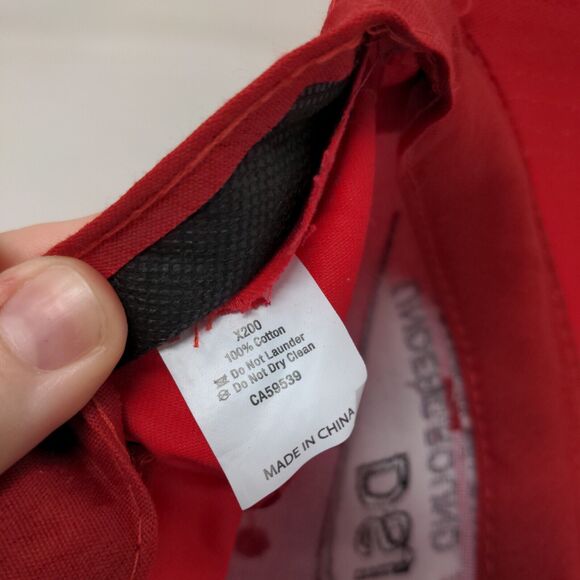 X200
100% Cotton
Do Not Launder
Do Not Dry Clean
CA59539
MADE IN CHINA